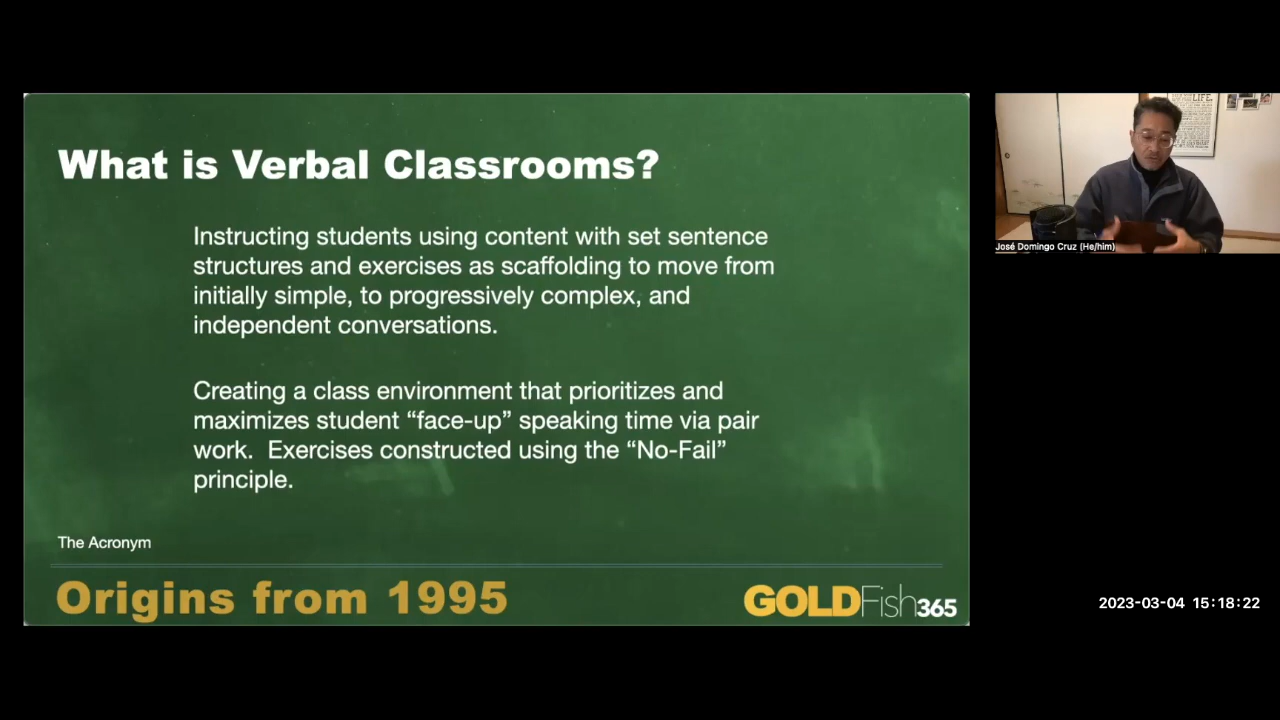 What is Verbal Classrooms?
Instructing students using content with set sentence
structures and exercises as scaffolding to move from
initially simple, to progressively complex, and
independent conversations.
Creating a class environment that prioritizes and
maximizes student “face-up” speaking time via pair
work.  Exercises constructed using the “No-Fail”
principle.
The Acronym
Origins from 1995
GOLDFish365
LIFE.
José Domingo Cruz (He/him)
2023-03-04 15:18:22